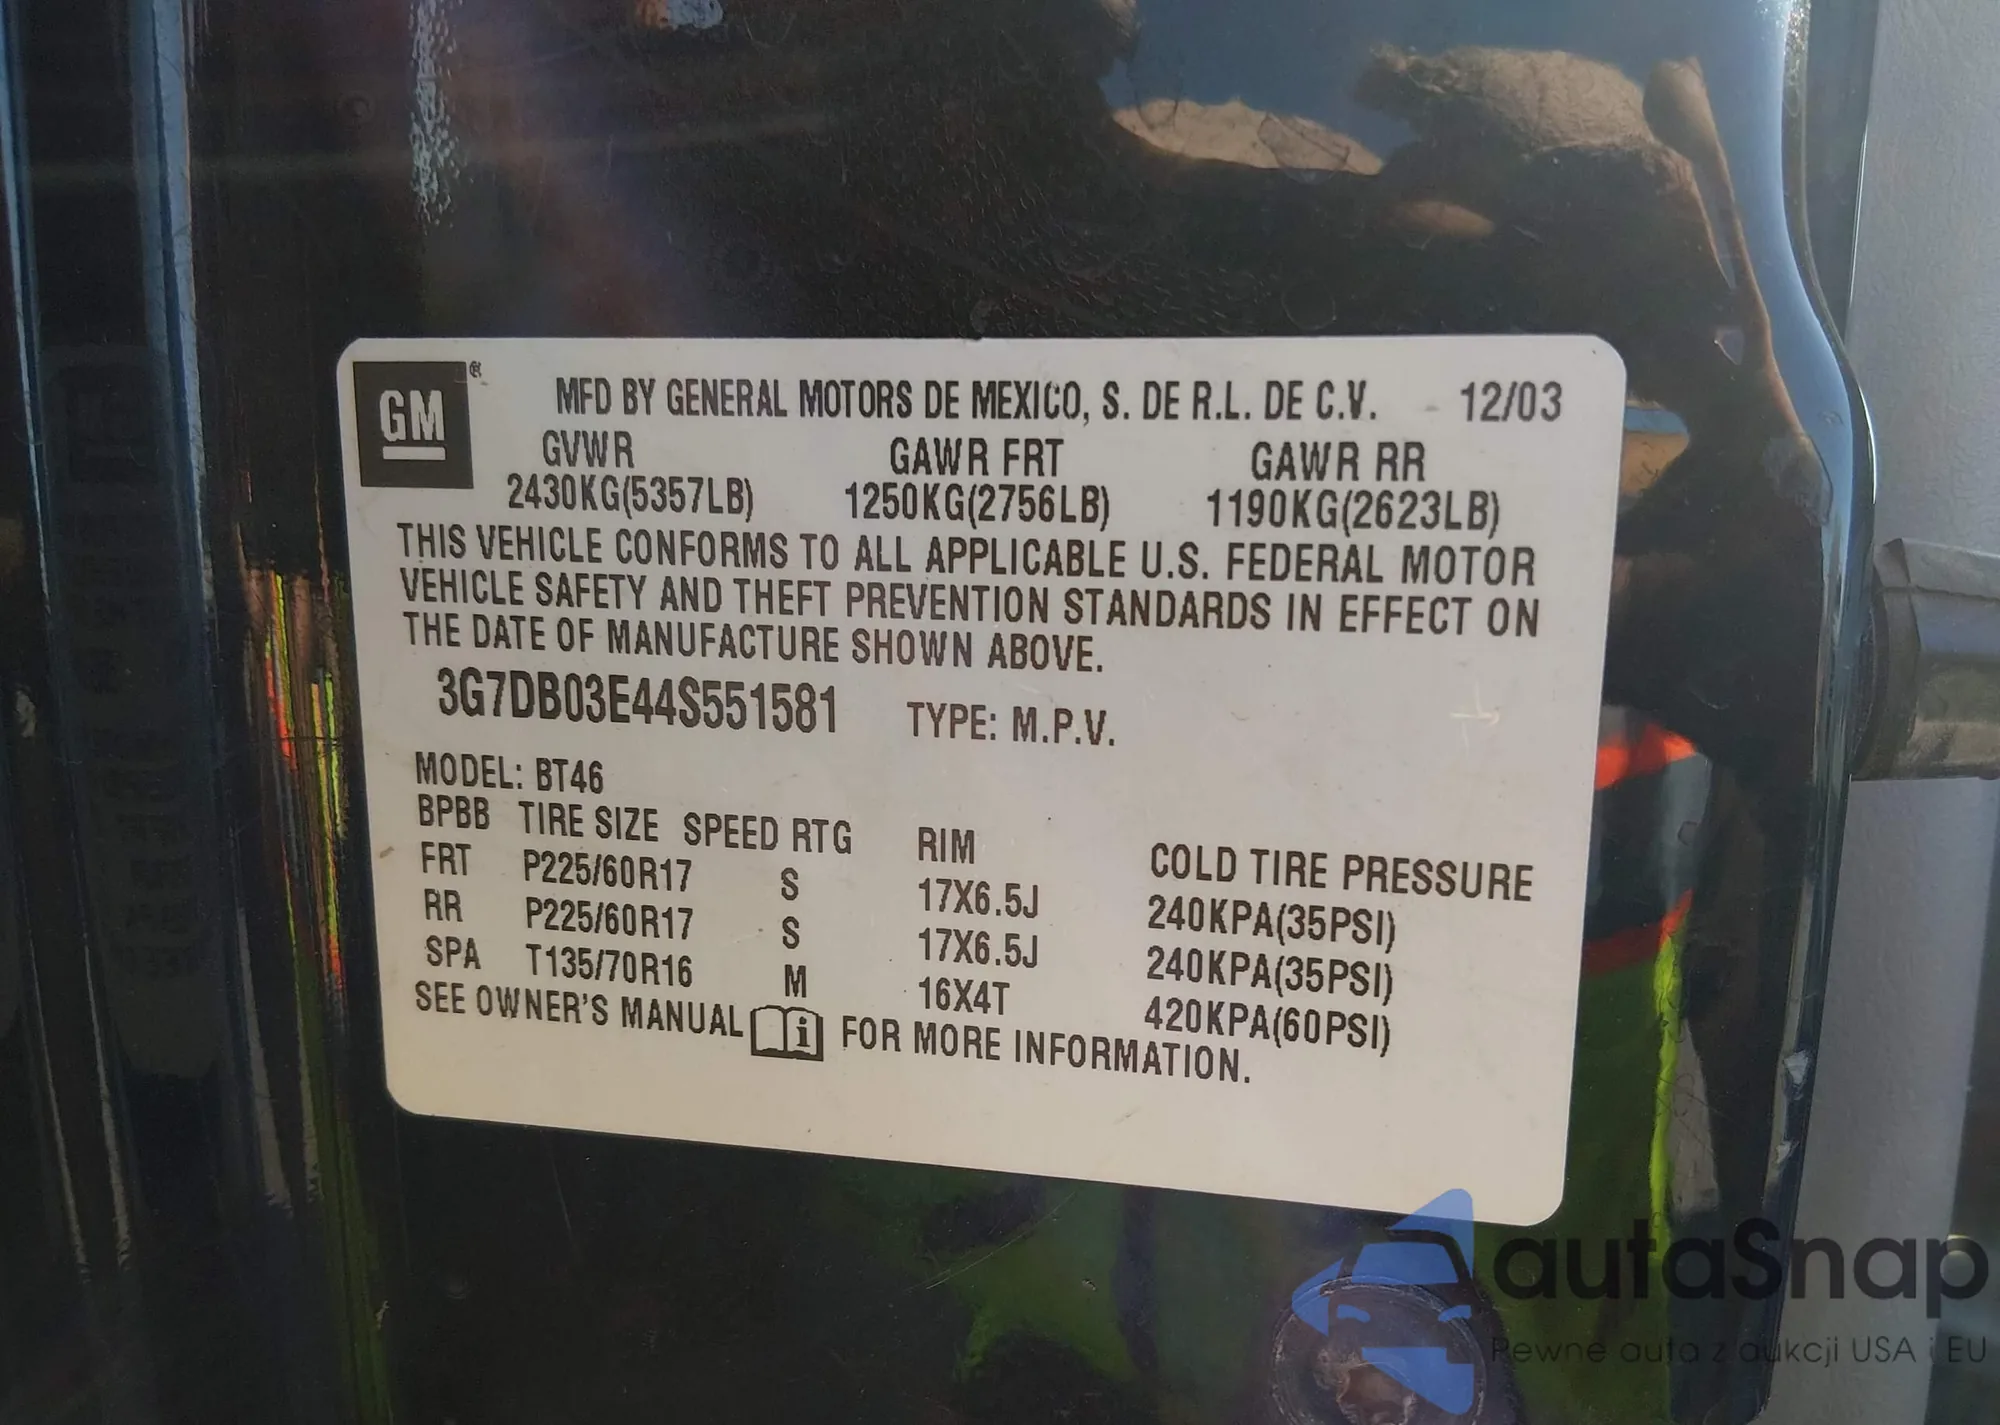 GM ®
MFD BY GENERAL MOTORS DE MEXICO, S. DE R.L. DE C.V. 12/03
GVWR GAWR FRT GAWR RR
2430KG(5357LB) 1250KG(2756LB) 1190KG(2623LB)
THIS VEHICLE CONFORMS TO ALL APPLICABLE U.S. FEDERAL MOTOR
VEHICLE SAFETY AND THEFT PREVENTION STANDARDS IN EFFECT ON
THE DATE OF MANUFACTURE SHOWN ABOVE.
3G7DB03E44S551581 TYPE: M.P.V.
MODEL: BT46
BPBB TIRE SIZE SPEED RTG RIM COLD TIRE PRESSURE
FRT P225/60R17 S 17X6.5J 240KPA(35PSI)
RR P225/60R17 S 17X6.5J 240KPA(35PSI)
SPA T135/70R16 M 16X4T 420KPA(60PSI)
SEE OWNER'S MANUAL i FOR MORE INFORMATION.
autaSnap
Pewne auta z aukcji USA i EU